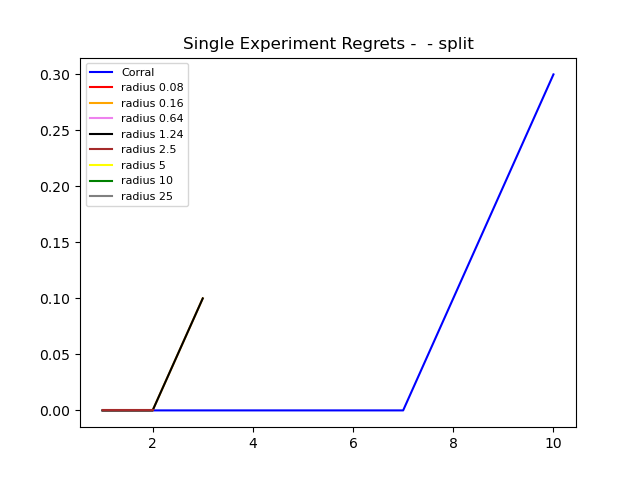 Single Experiment Regrets -  - split
Corral
radius 0.08
radius 0.16
radius 0.64
radius 1.24
radius 2.5
radius 5
radius 10
radius 25
0.30
0.25
0.20
0.15
0.10
0.05
0.00
2 4 6 8 10